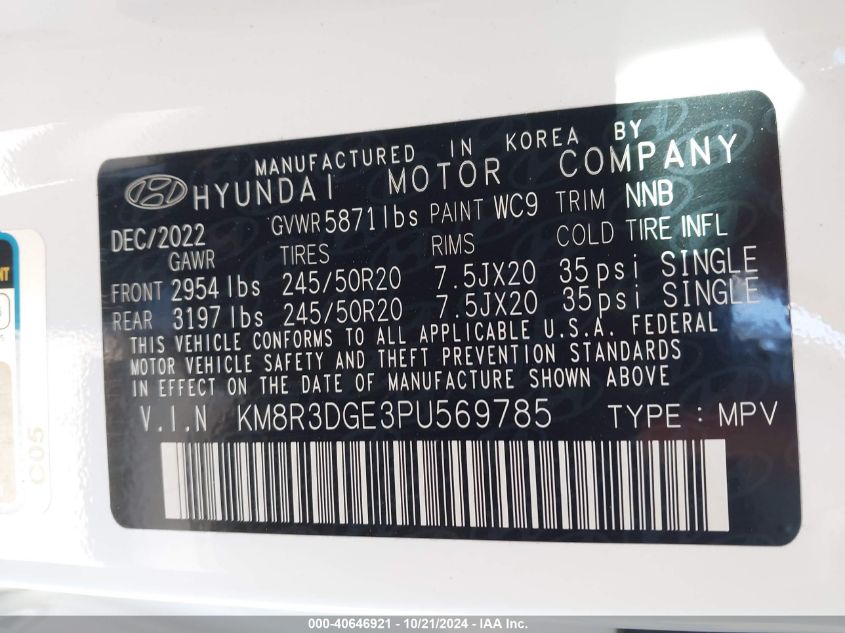 MANUFACTURED IN KOREA BY
HYUNDAI MOTOR COMPANY
DEC/2022 GVWR 5871lbs PAINT WC9 TRIM NNB
GAWR TIRES RIMS COLD TIRE INFL
FRONT 2954 lbs 245/50R20 7.5JX20 35psi SINGLE
REAR 3197 lbs 245/50R20 7.5JX20 35psi SINGLE
THIS VEHICLE CONFORMS TO ALL APPLICABLE U.S.A. FEDERAL
MOTOR VEHICLE SAFETY AND THEFT PREVENTION STANDARDS
IN EFFECT ON THE DATE OF MANUFACTURE SHOWN ABOVE
V.I.N KM8R3DGE3PU569785 TYPE : MPV
C05
000-40646921 - 10/21/2024 - IAA Inc.